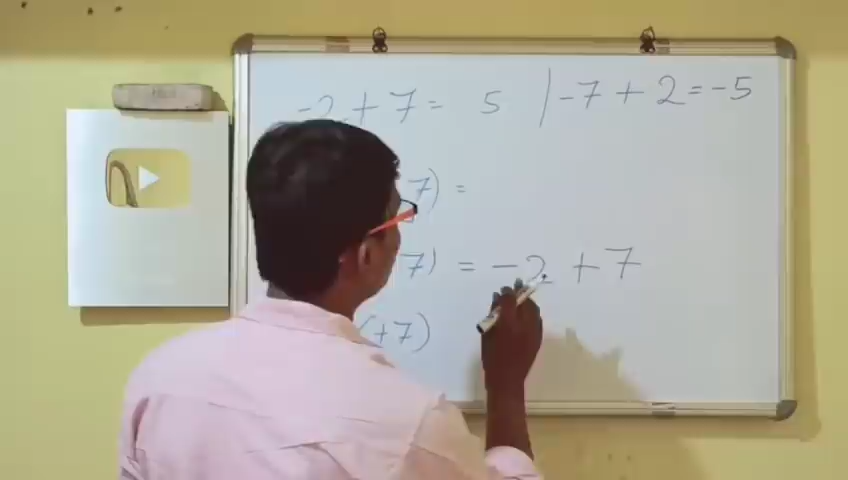 -2 + 7 = 5 | -7 + 2 = -5
7) =
7) = -2 + 7
(+7)